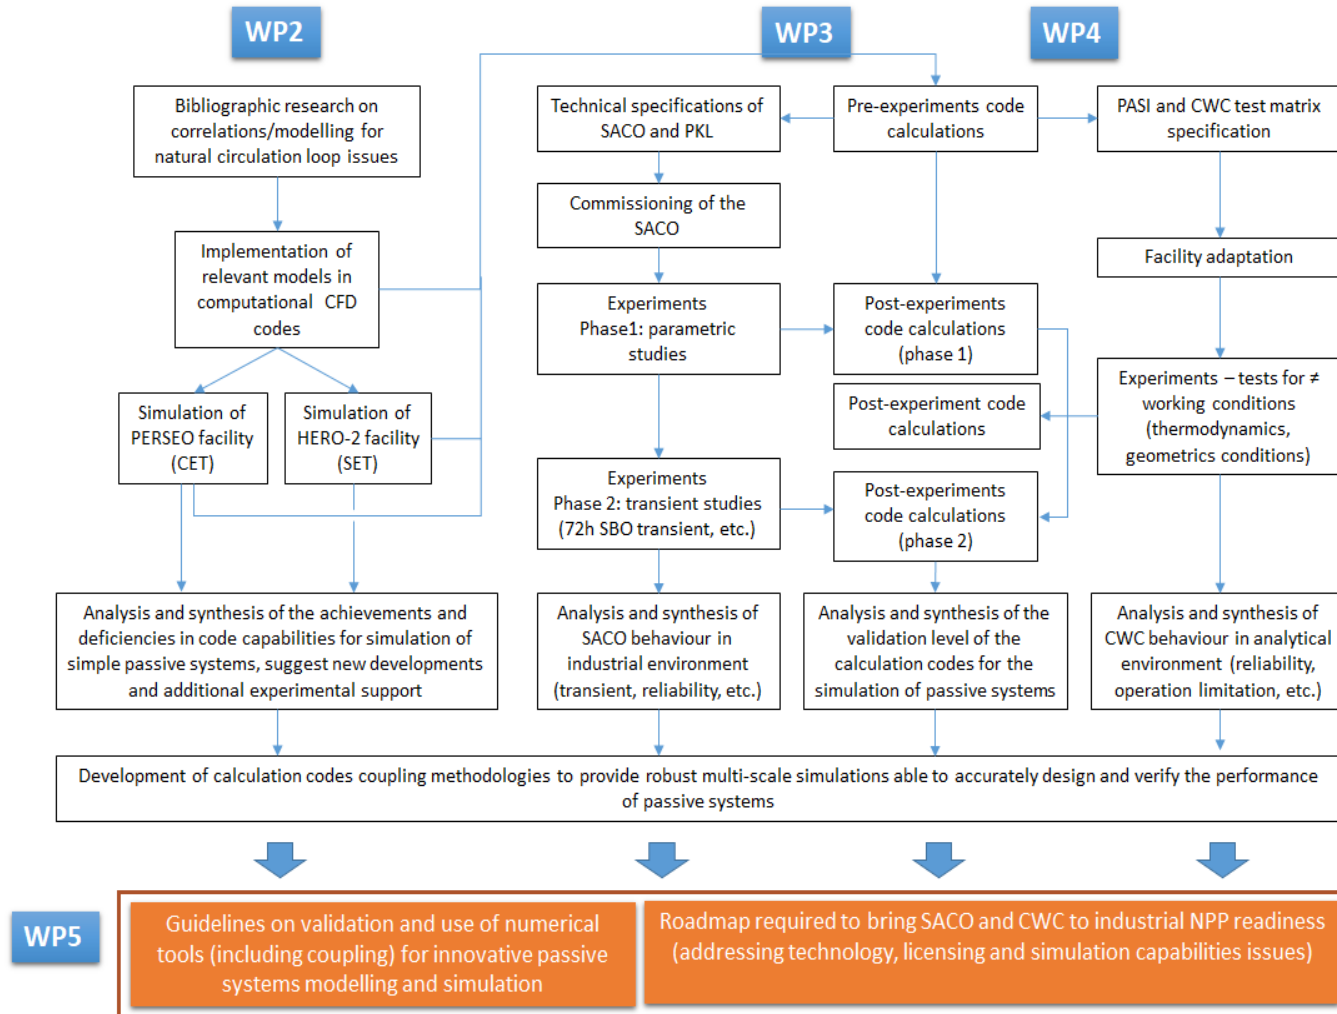 WP2
WP3
WP4
Bibliographic research on
correlations/modelling for
natural circulation loop issues
Technical specifications of
SACO and PKL
Pre-experiments code
calculations
PASI and CWC test matrix
specification
Commissioning of the
SACO
Implementation of
relevant models in
computational CFD
codes
Facility adaptation
Experiments
Phase1: parametric
studies
Post-experiments
code calculations
(phase 1)
Experiments – tests for ≠
working conditions
(thermodynamics,
geometrics conditions)
Simulation of
PERSEO facility
(CET)
Simulation of
HERO-2 facility
(SET)
Post-experiment code
calculations
Experiments
Phase 2: transient studies
(72h SBO transient, etc.)
Post-experiments
code calculations
(phase 2)
Analysis and synthesis of the achievements and
deficiencies in code capabilities for simulation of
simple passive systems, suggest new developments
and additional experimental support
Analysis and synthesis of
SACO behaviour in
industrial environment
(transient, reliability, etc.)
Analysis and synthesis of the
validation level of the
calculation codes for the
simulation of passive systems
Analysis and synthesis of
CWC behaviour in analytical
environment (reliability,
operation limitation, etc.)
Development of calculation codes coupling methodologies to provide robust multi-scale simulations able to accurately design and verify the performance
of passive systems
WP5
Guidelines on validation and use of numerical
tools (including coupling) for innovative passive
systems modelling and simulation
Roadmap required to bring SACO and CWC to industrial NPP readiness
(addressing technology, licensing and simulation capabilities issues)